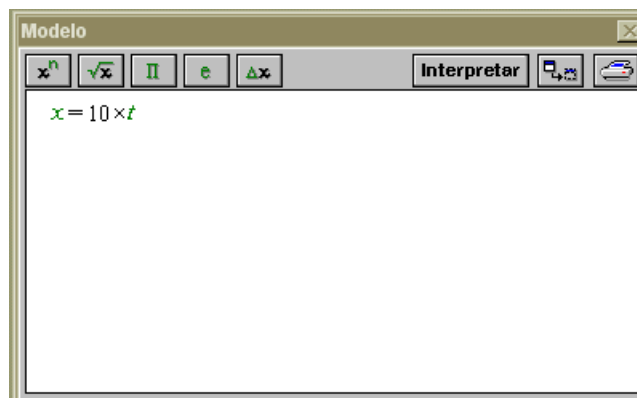 Modelo
xⁿ √x Π e Δx Interpretar
x = 10 × t